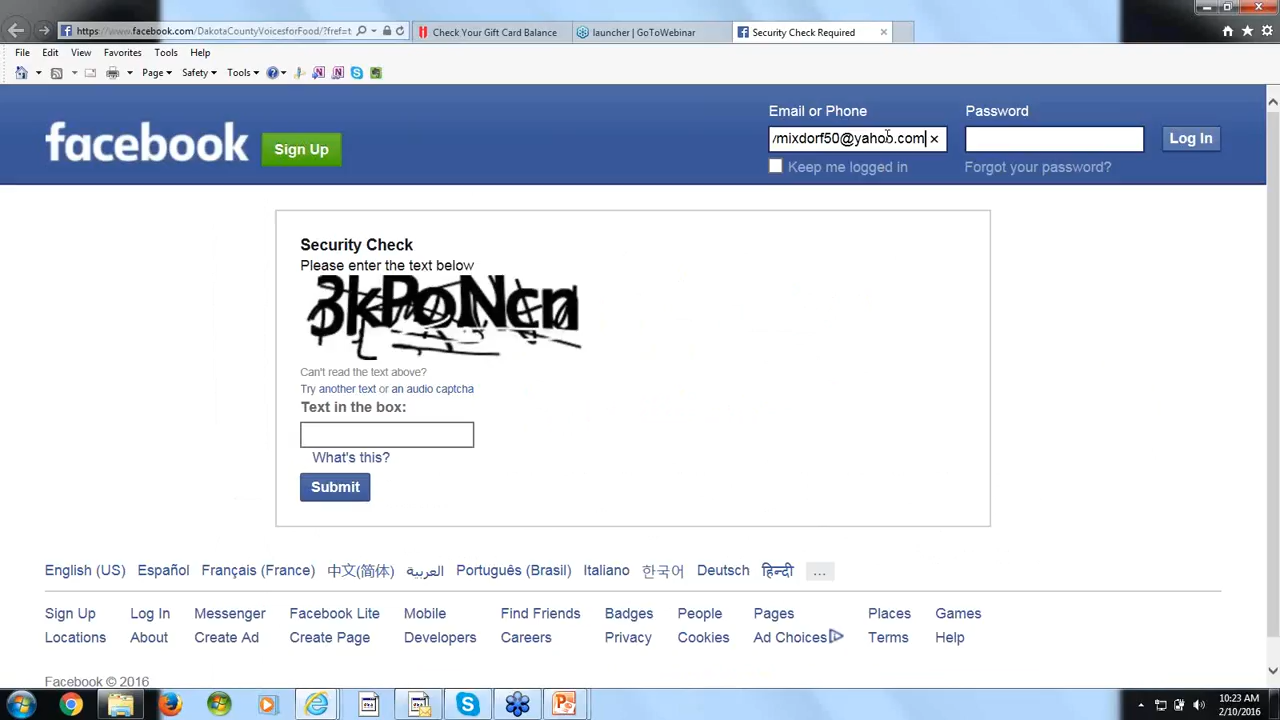 https://www.facebook.com/DakotaCountyVoicesforFood/?fref=t
Check Your Gift Card Balance
launcher | GoToWebinar
Security Check Required
File Edit View Favorites Tools Help
Page Safety Tools
facebook
Sign Up
Email or Phone
Password
mixdorf50@yahoo.com
Log In
Keep me logged in
Forgot your password?
Security Check
Please enter the text below
3kPoNcn
Can't read the text above?
Try another text or an audio captcha
Text in the box:
What's this?
Submit
English (US) Español Français (France) 中文(简体) العربية Português (Brasil) Italiano 한국어 Deutsch हिन्दी ...
Sign Up Log In Messenger Facebook Lite Mobile Find Friends Badges People Pages Places Games
Locations About Create Ad Create Page Developers Careers Privacy Cookies Ad Choices Terms Help
Facebook © 2016
10:23 AM
2/10/2016